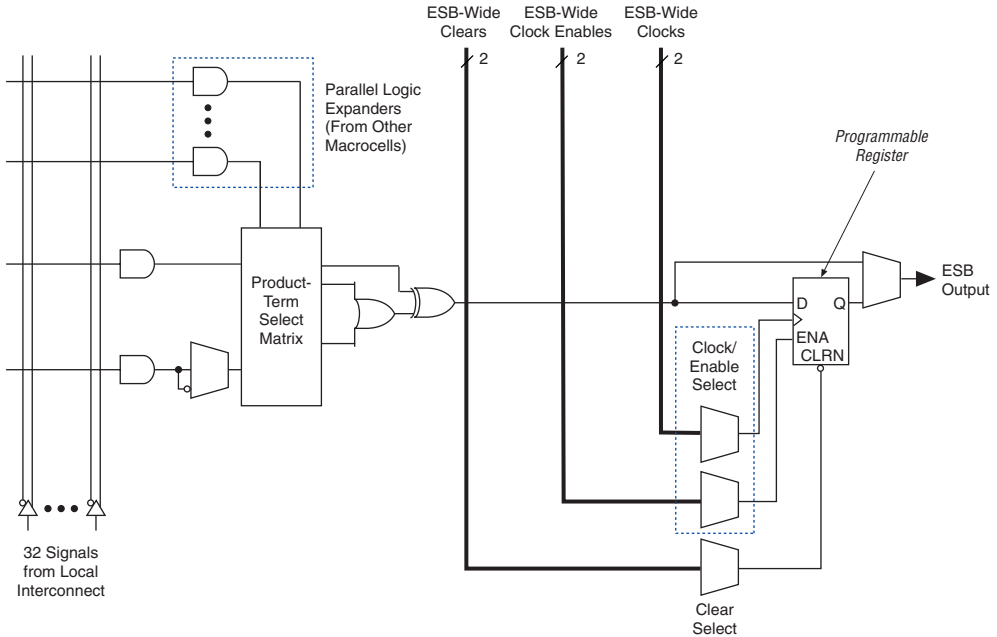 ESB-Wide
Clears
2
ESB-Wide
Clock Enables
2
ESB-Wide
Clocks
2
Parallel Logic
Expanders
(From Other
Macrocells)
Programmable
Register
Product-
Term
Select
Matrix
ESB
Output
D
Q
ENA
CLRN
Clock/
Enable
Select
32 Signals
from Local
Interconnect
Clear
Select